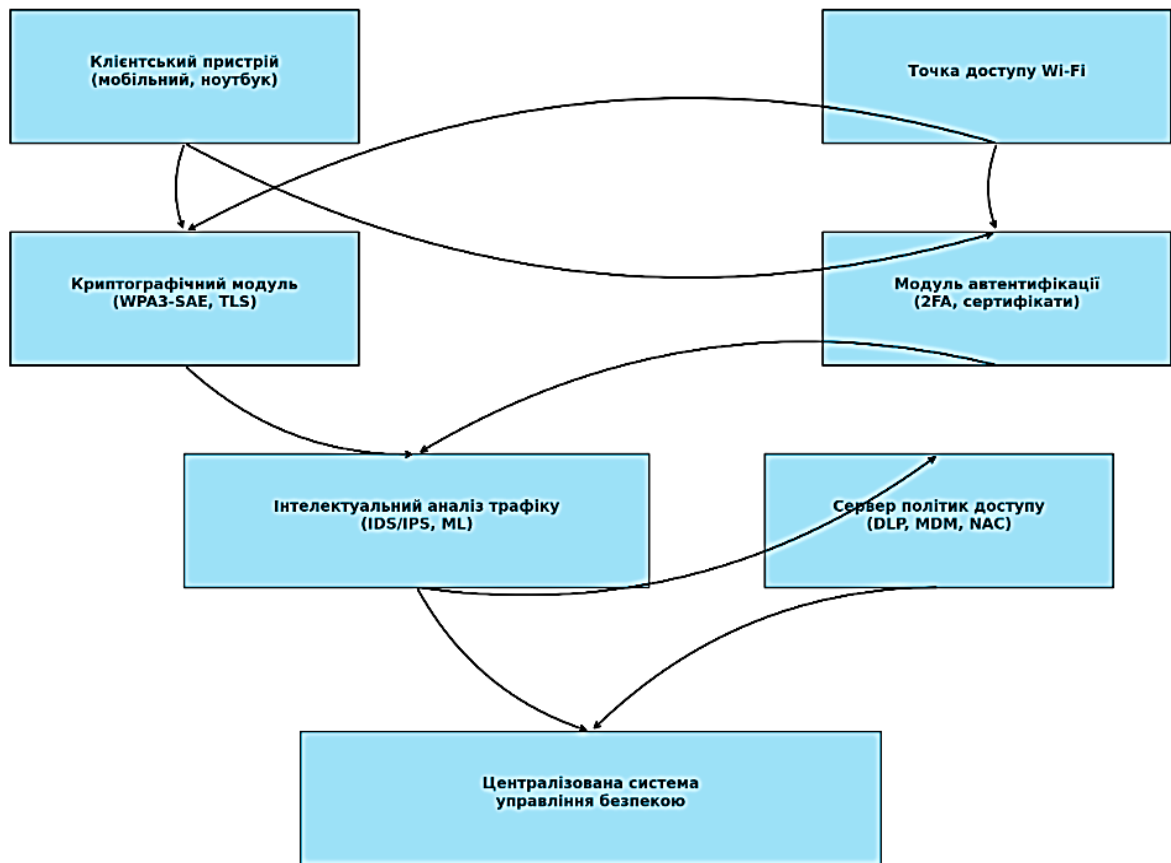 Клієнтський пристрій
(мобільний, ноутбук)
Точка доступу Wi-Fi
Криптографічний модуль
(WPA3-SAE, TLS)
Модуль автентифікації
(2FA, сертифікати)
Інтелектуальний аналіз трафіку
(IDS/IPS, ML)
Сервер політик доступу
(DLP, MDM, NAC)
Централізована система
управління безпекою